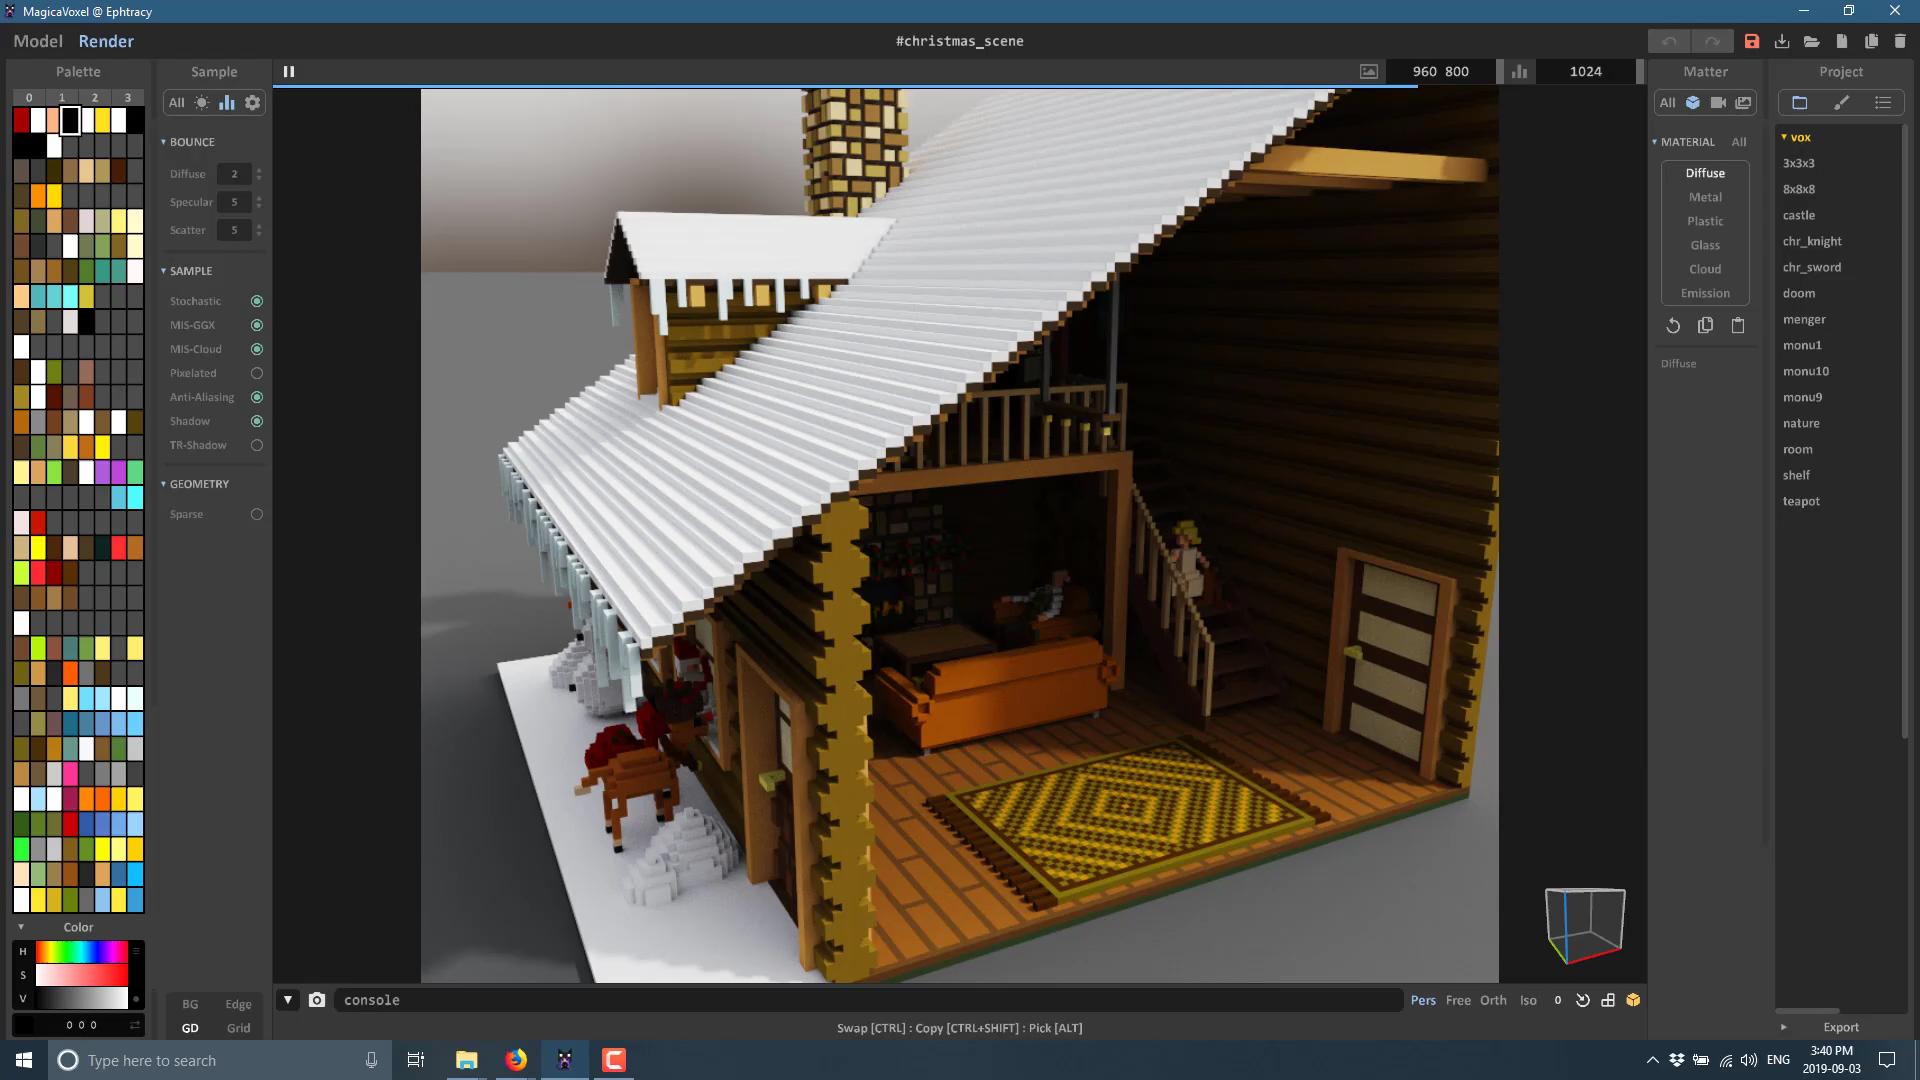 MagicaVoxel @ Ephtracy
Model Render
#christmas_scene
Palette
0 1 2 3
Sample
All
BOUNCE
Diffuse 2
Specular 5
Scatter 5
SAMPLE
Stochastic
MIS-GGX
MIS-Cloud
Pixelated
Anti-Aliasing
Shadow
TR-Shadow
GEOMETRY
Sparse
960 800
1024
Matter
All
MATERIAL All
Diffuse
Metal
Plastic
Glass
Cloud
Emission
Diffuse
Project
vox
3x3x3
8x8x8
castle
chr_knight
chr_sword
doom
menger
monu1
monu10
monu9
nature
room
shelf
teapot
Export
Color
H
S
V
0 0 0
BG Edge
GD Grid
console
Pers Free Orth Iso 0
Swap [CTRL] : Copy [CTRL+SHIFT] : Pick [ALT]
Type here to search
ENG
3:40 PM
2019-09-03